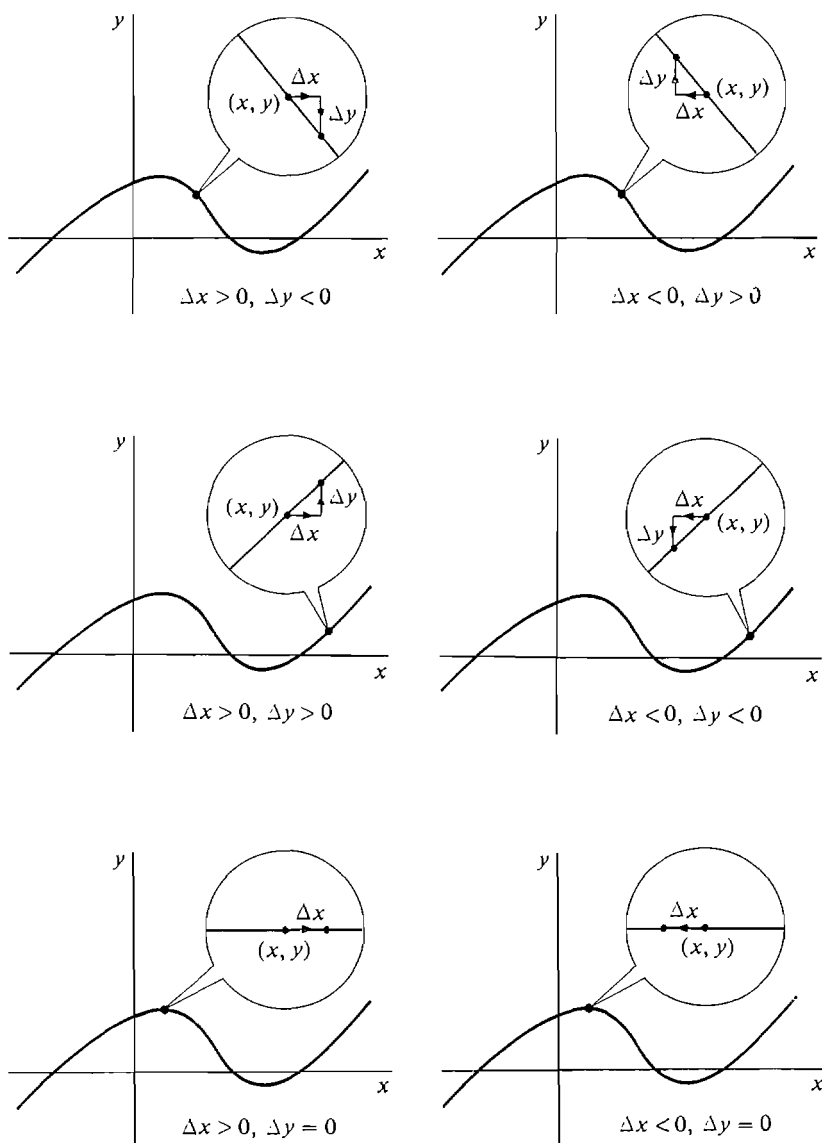 y
y
Δx
(x, y)
Δy
Δy
(x, y)
Δx
x
x
Δx > 0, Δy < 0
Δx < 0, Δy > 0
y
y
(x, y)
Δy
Δx
Δx
Δy
(x, y)
x
x
Δx > 0, Δy > 0
Δx < 0, Δy < 0
y
y
Δx
(x, y)
Δx
(x, y)
x
x
Δx > 0, Δy = 0
Δx < 0, Δy = 0